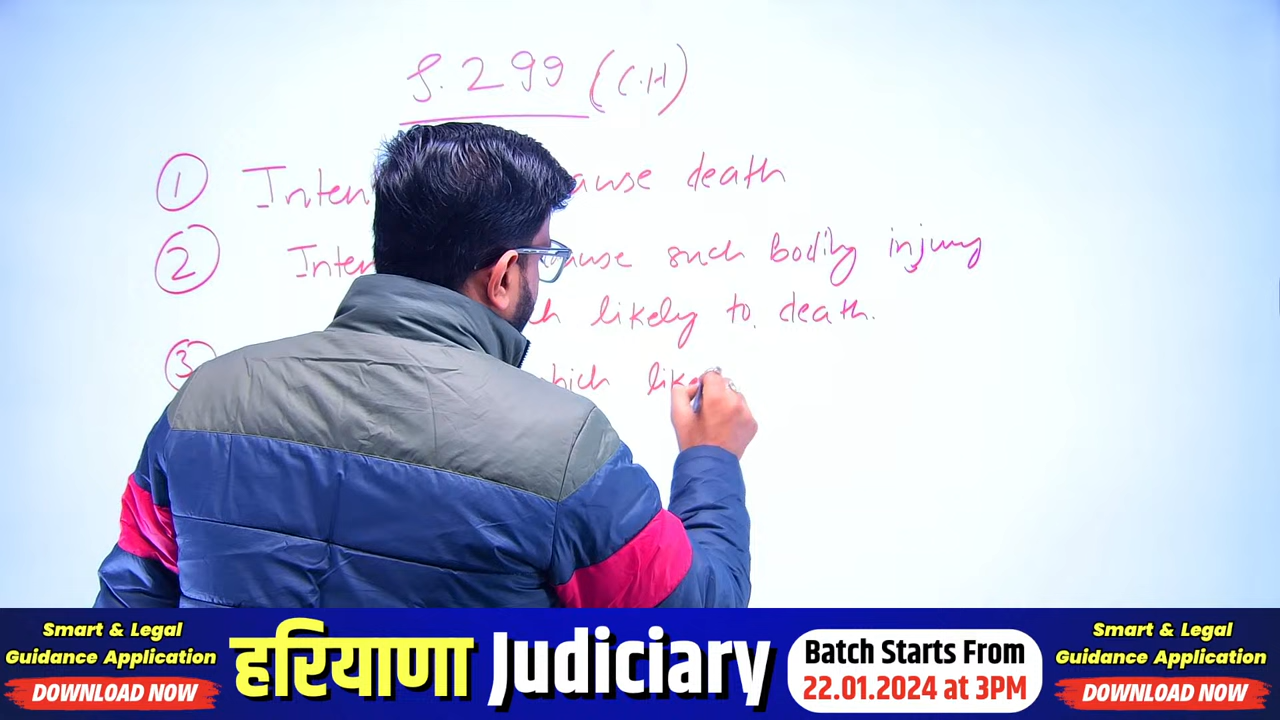 S. 299 (C.H)
① Inten ause death
② Inten ause such Bodily injury
ch likely to death.
③ which like
Smart & Legal
Guidance Application
DOWNLOAD NOW
हरियाणा Judiciary
Batch Starts From
22.01.2024 at 3PM
Smart & Legal
Guidance Application
DOWNLOAD NOW